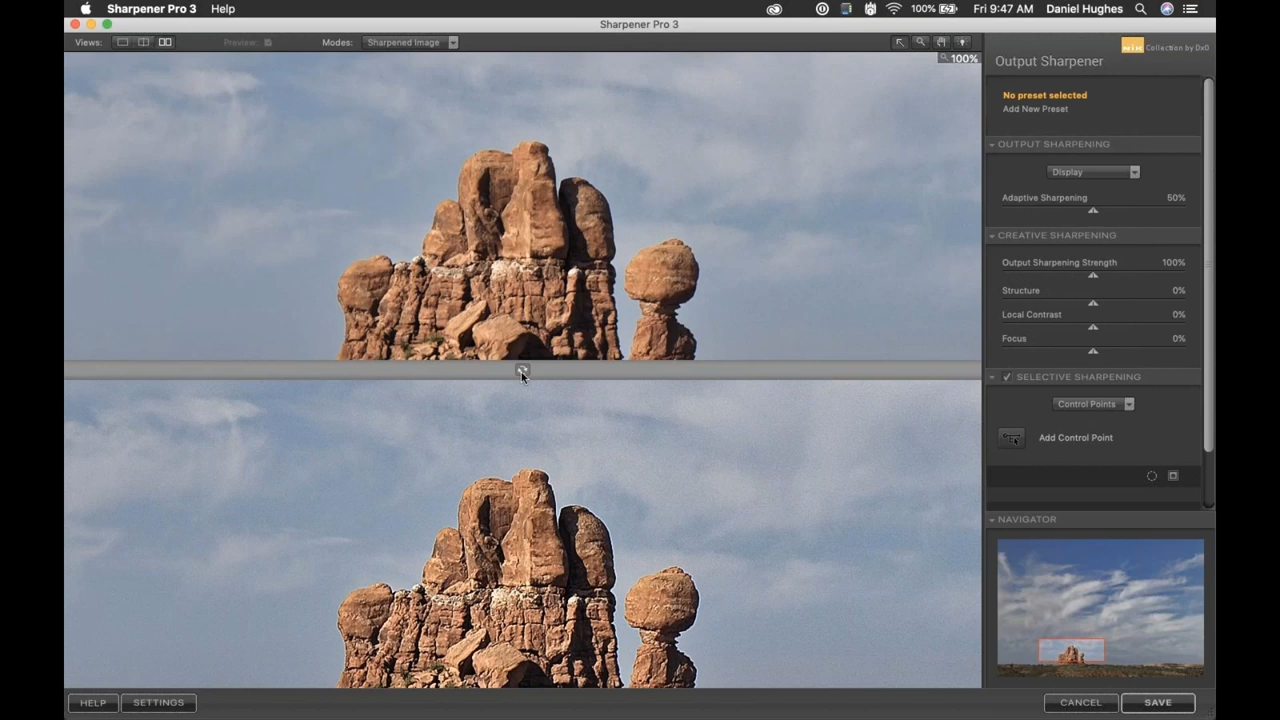 Sharpener Pro 3 Help 100% Fri 9:47 AM Daniel Hughes
Sharpener Pro 3
Views: Preview: Modes: Sharpened Image
100%
nik Collection by DxO
Output Sharpener
No preset selected
Add New Preset
OUTPUT SHARPENING
Display
Adaptive Sharpening 50%
CREATIVE SHARPENING
Output Sharpening Strength 100%
Structure 0%
Local Contrast 0%
Focus 0%
SELECTIVE SHARPENING
Control Points
Add Control Point
NAVIGATOR
HELP SETTINGS CANCEL SAVE